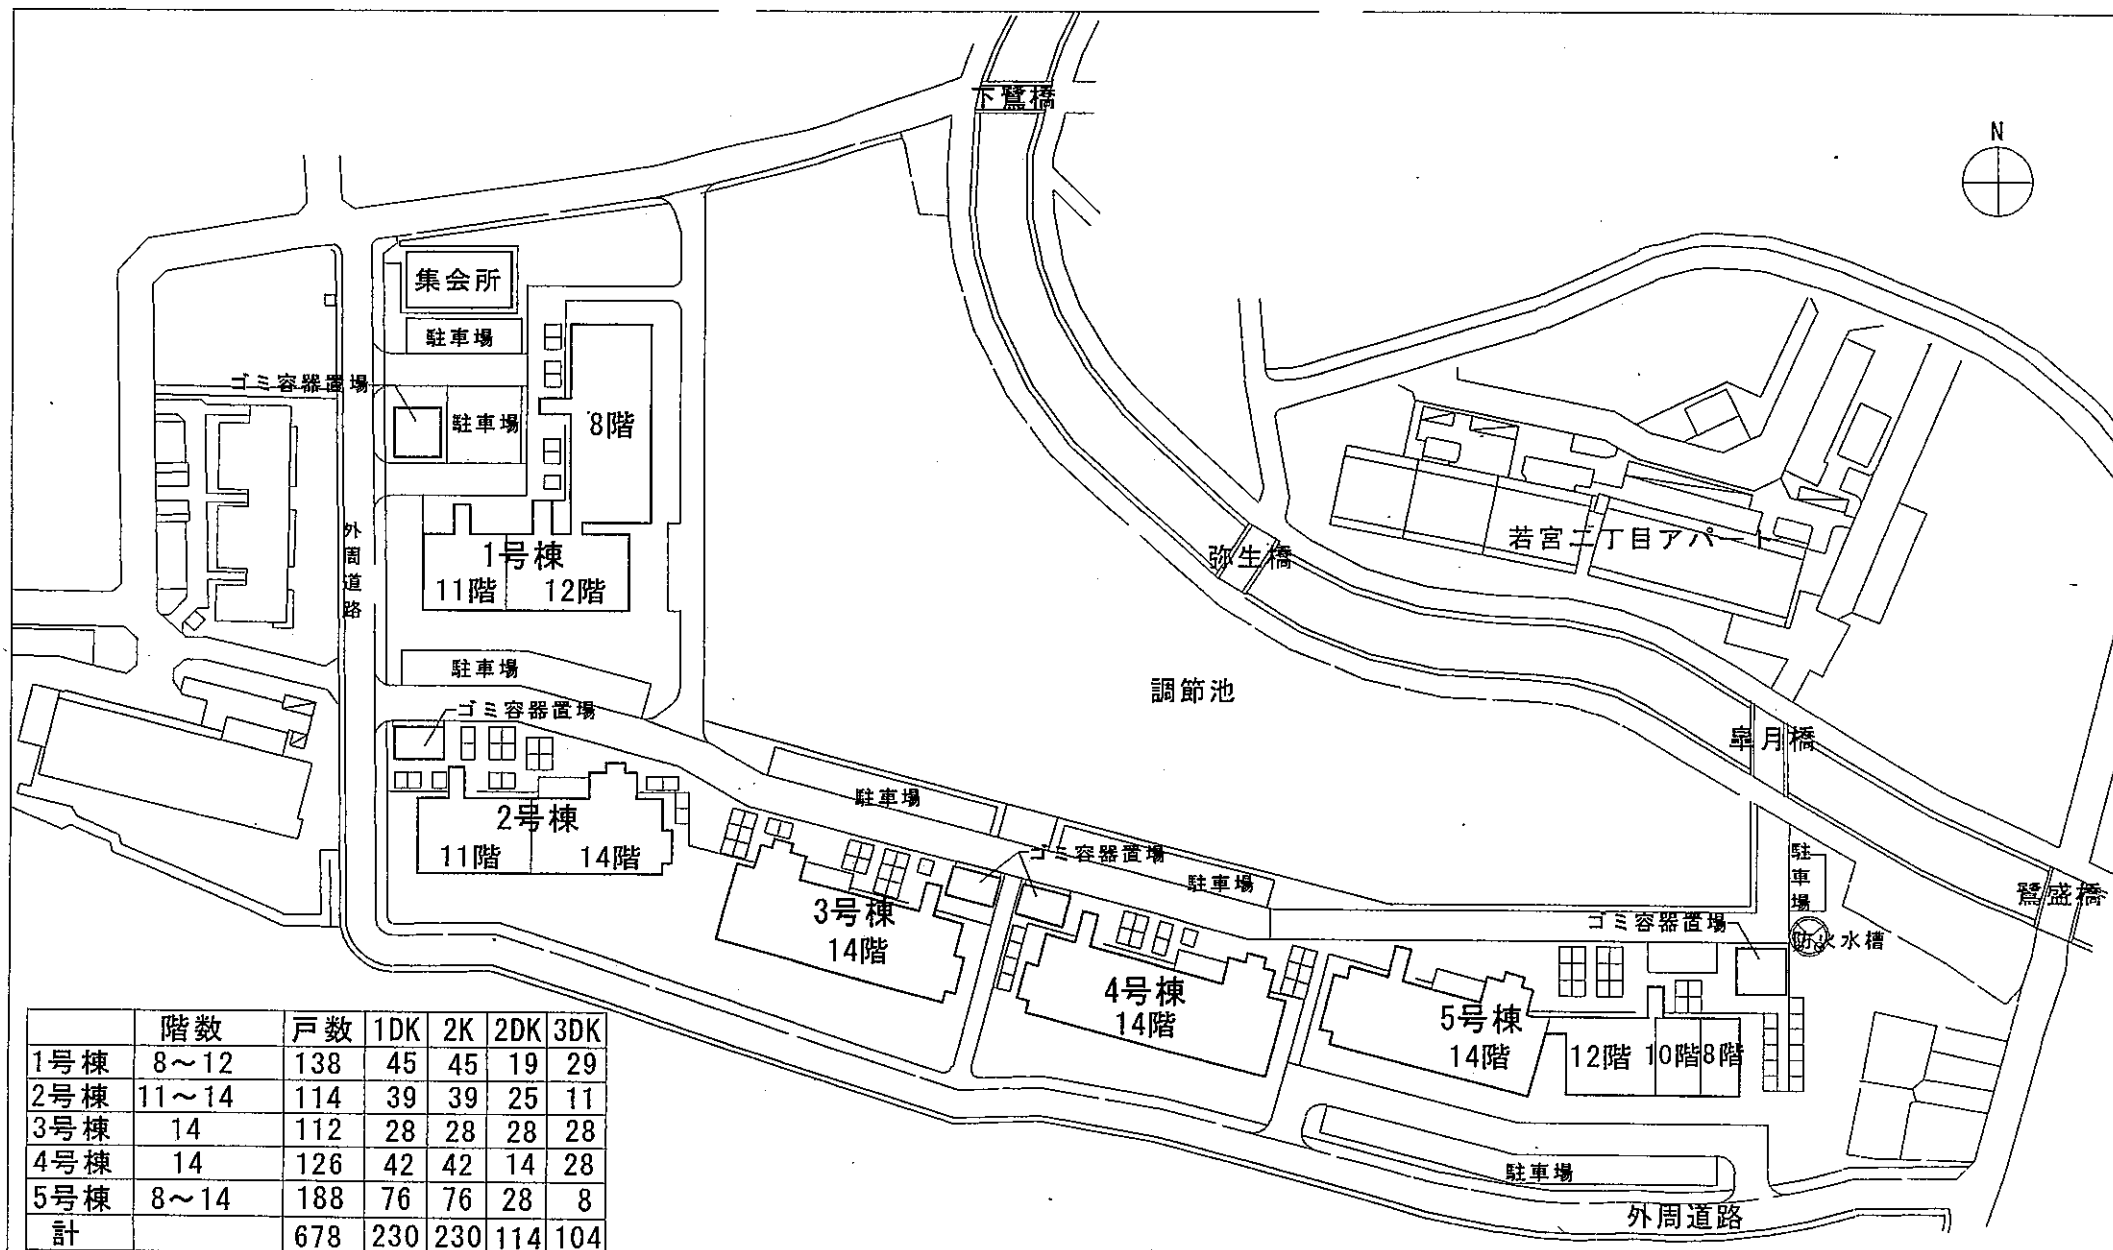 下鷺橋
N
集会所
駐車場
ゴミ容器置場
駐車場
8階
外周道路
1号棟
11階 12階
若宮二丁目アパート
弥生橋
駐車場
調節池
ゴミ容器置場
皐月橋
駐車場
2号棟
11階 14階
ゴミ容器置場
駐車場
駐車場
鷺盛橋
3号棟
14階
ゴミ容器置場
防火水槽
4号棟
14階
5号棟
14階 12階 10階 8階
駐車場
外周道路
階数 戸数 1DK 2K 2DK 3DK
1号棟 8～12 138 45 45 19 29
2号棟 11～14 114 39 39 25 11
3号棟 14 112 28 28 28 28
4号棟 14 126 42 42 14 28
5号棟 8～14 188 76 76 28 8
計 678 230 230 114 104